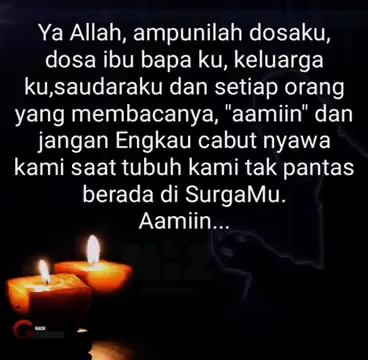 Ya Allah, ampunilah dosaku,
dosa ibu bapa ku, keluarga
ku,saudaraku dan setiap orang
yang membacanya, "aamiin" dan
jangan Engkau cabut nyawa
kami saat tubuh kami tak pantas
berada di SurgaMu.
Aamiin...